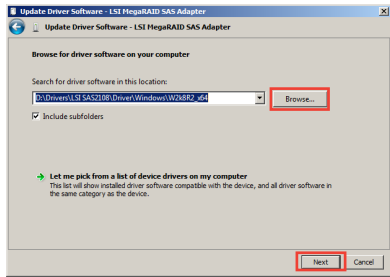 Update Driver Software - LSI MegaRAID SAS Adapter
Update Driver Software - LSI MegaRAID SAS Adapter
Browse for driver software on your computer
Search for driver software in this location:
D:\Drivers\LSI SAS2108\Driver\Windows\W2k8R2_x64
Browse...
Include subfolders
Let me pick from a list of device drivers on my computer
This list will show installed driver software compatible with the device, and all driver software in
the same category as the device.
Next
Cancel